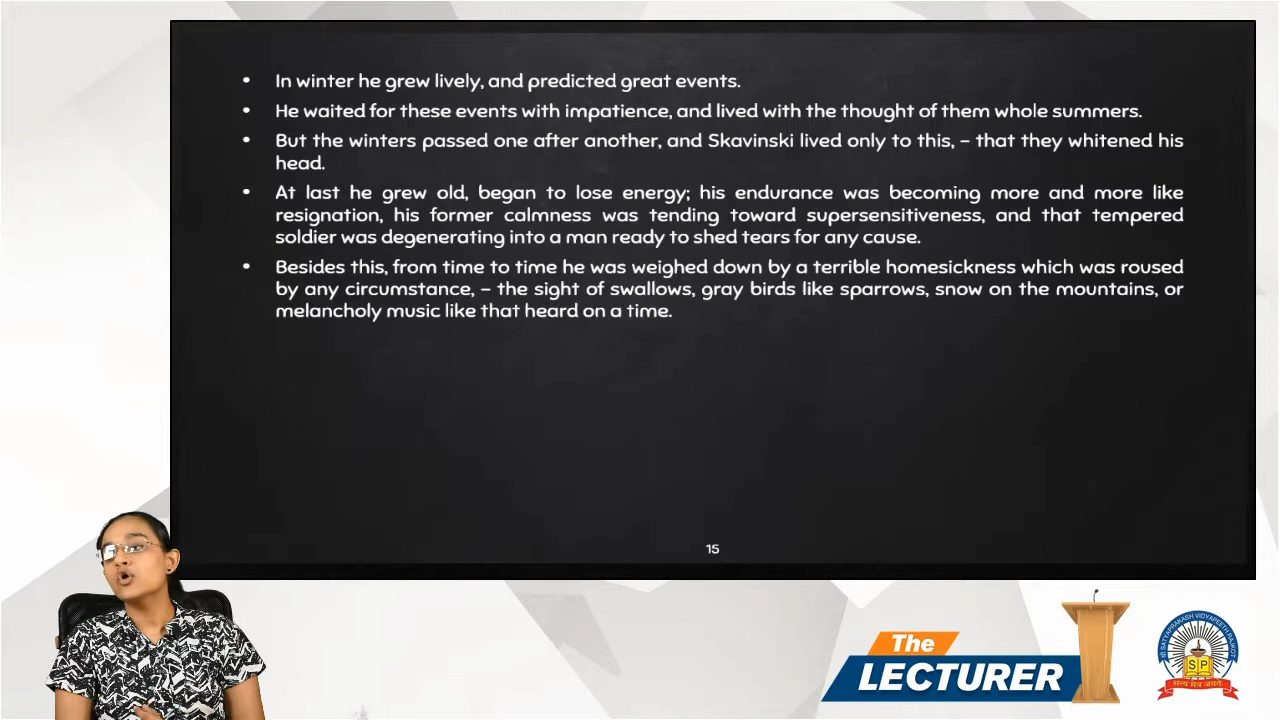 • In winter he grew lively, and predicted great events.
• He waited for these events with impatience, and lived with the thought of them whole summers.
• But the winters passed one after another, and Skavinski lived only to this, – that they whitened his
head.
• At last he grew old, began to lose energy; his endurance was becoming more and more like
resignation, his former calmness was tending toward supersensitiveness, and that tempered
soldier was degenerating into a man ready to shed tears for any cause.
• Besides this, from time to time he was weighed down by a terrible homesickness which was roused
by any circumstance, – the sight of swallows, gray birds like sparrows, snow on the mountains, or
melancholy music like that heard on a time.
15
The
LECTURER
SATYAPRAKASH VIDYAPEETH RAJKOT
SP
सत्य मेव जयते